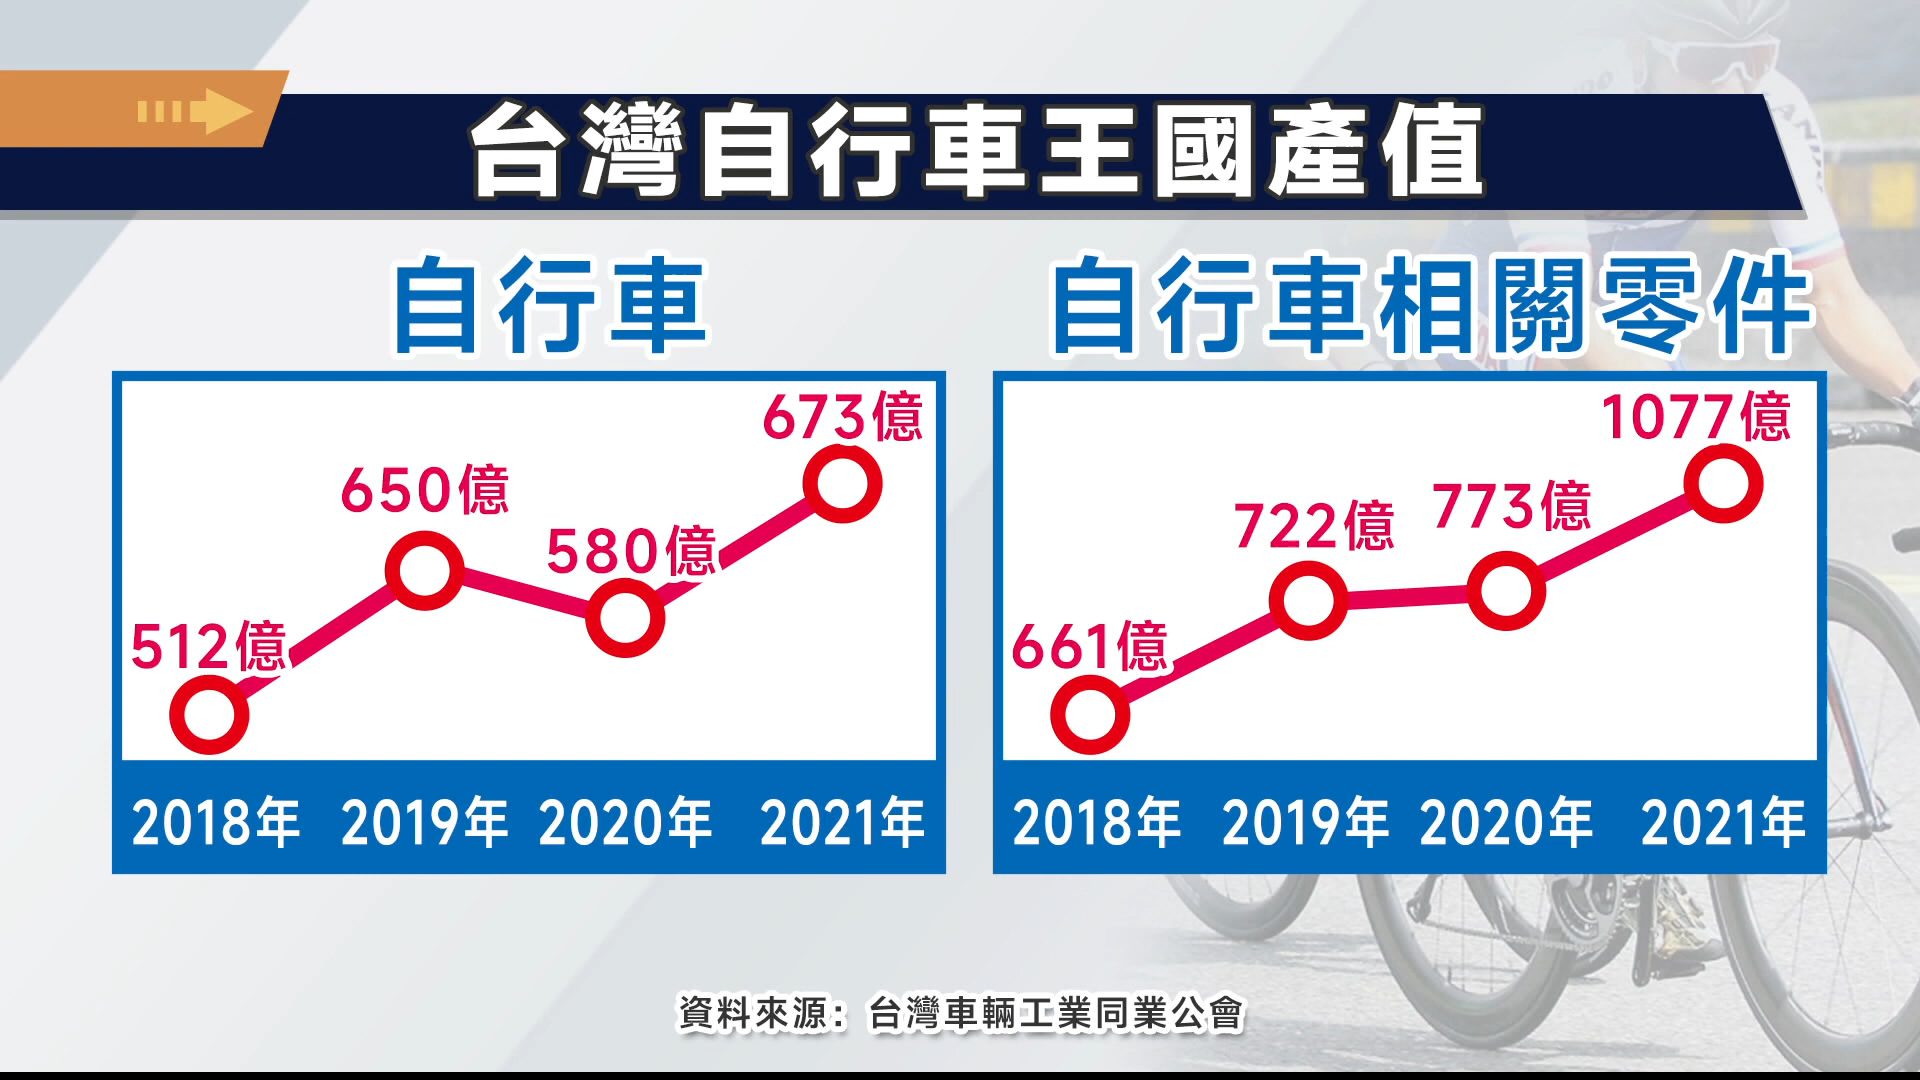 台灣自行車王國產值
自行車
512億
650億
580億
673億
2018年 2019年 2020年 2021年
自行車相關零件
661億
722億
773億
1077億
2018年 2019年 2020年 2021年
資料來源：台灣車輛工業同業公會